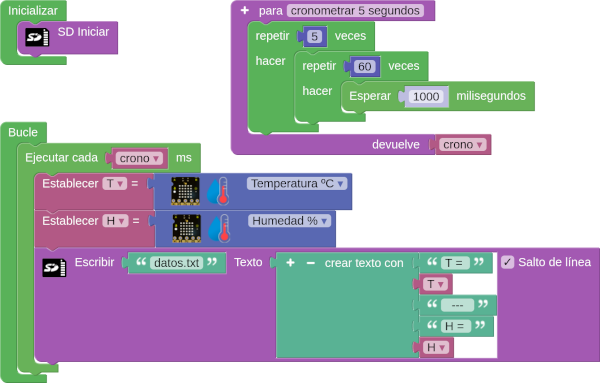 Inicializar
SD Iniciar
+ para cronometrar 5 segundos
repetir 5 veces
hacer repetir 60 veces
hacer Esperar 1000 milisegundos
devuelve crono ▾
Bucle
Ejecutar cada crono ▾ ms
Establecer T ▾ = Temperatura ºC ▾
Establecer H ▾ = Humedad % ▾
SD Escribir “ datos.txt ” Texto + − crear texto con “ T = ” ✓ Salto de línea
T ▾
“ --- ”
“ H = ”
H ▾